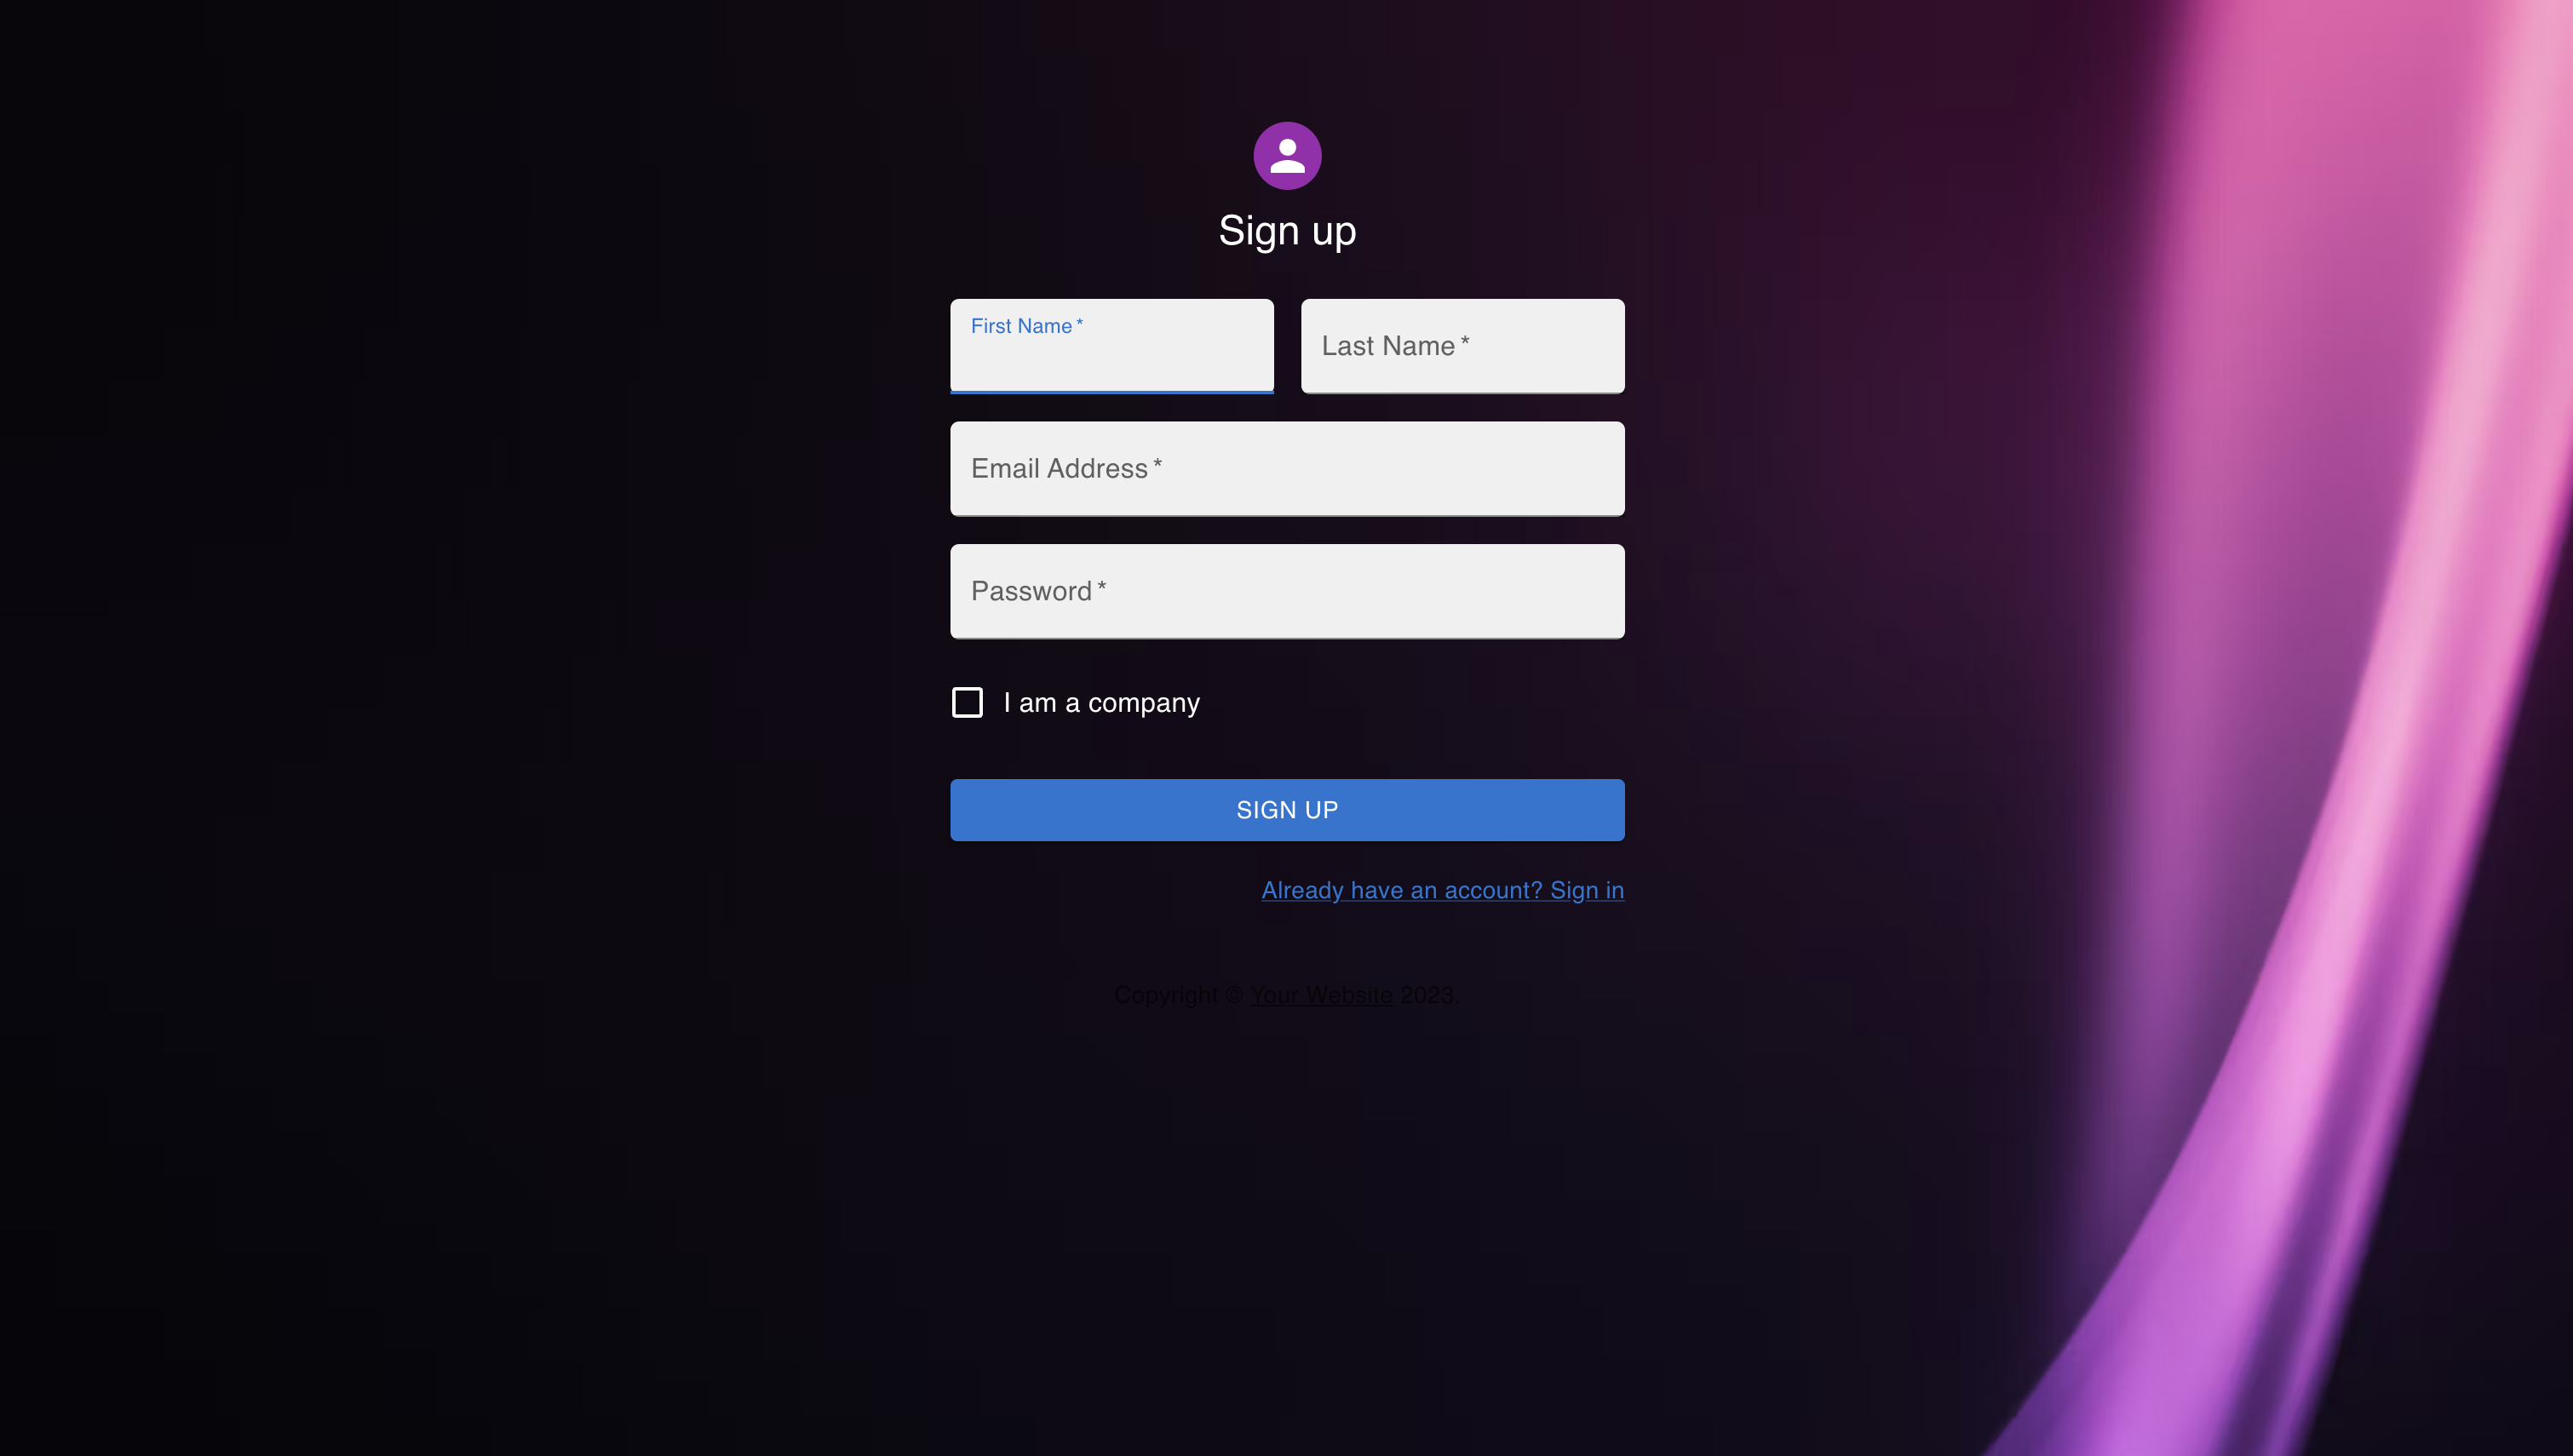 Sign up
First Name *
Last Name *
Email Address *
Password *
I am a company
SIGN UP
Already have an account? Sign in
Copyright © Your Website 2023.